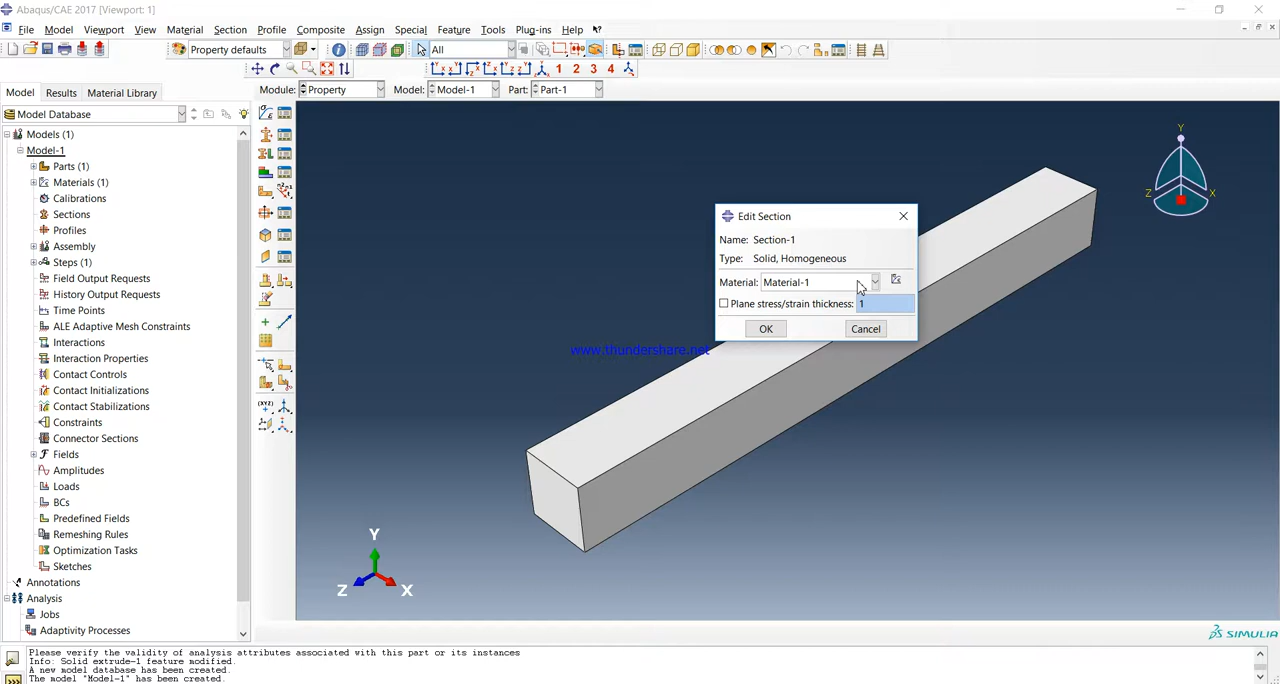 Abaqus/CAE 2017 [Viewport: 1]
File Model Viewport View Material Section Profile Composite Assign Special Feature Tools Plug-ins Help
Property defaults All
1 2 3 4
Model Results Material Library
Module: Property Model: Model-1 Part: Part-1
Model Database
Models (1)
Model-1
Parts (1)
Materials (1)
Calibrations
Sections
Profiles
Assembly
Steps (1)
Field Output Requests
History Output Requests
Time Points
ALE Adaptive Mesh Constraints
Interactions
Interaction Properties
Contact Controls
Contact Initializations
Contact Stabilizations
Constraints
Connector Sections
Fields
Amplitudes
Loads
BCs
Predefined Fields
Remeshing Rules
Optimization Tasks
Sketches
Annotations
Analysis
Jobs
Adaptivity Processes
Edit Section
Name: Section-1
Type: Solid, Homogeneous
Material: Material-1
Plane stress/strain thickness: 1
OK Cancel
www.thundershare.net
Y
Z X
Y
Z X
SIMULIA
Please verify the validity of analysis attributes associated with this part or its instances
Info: Solid extrude-1 feature modified.
A new model database has been created.
The model "Model-1" has been created.